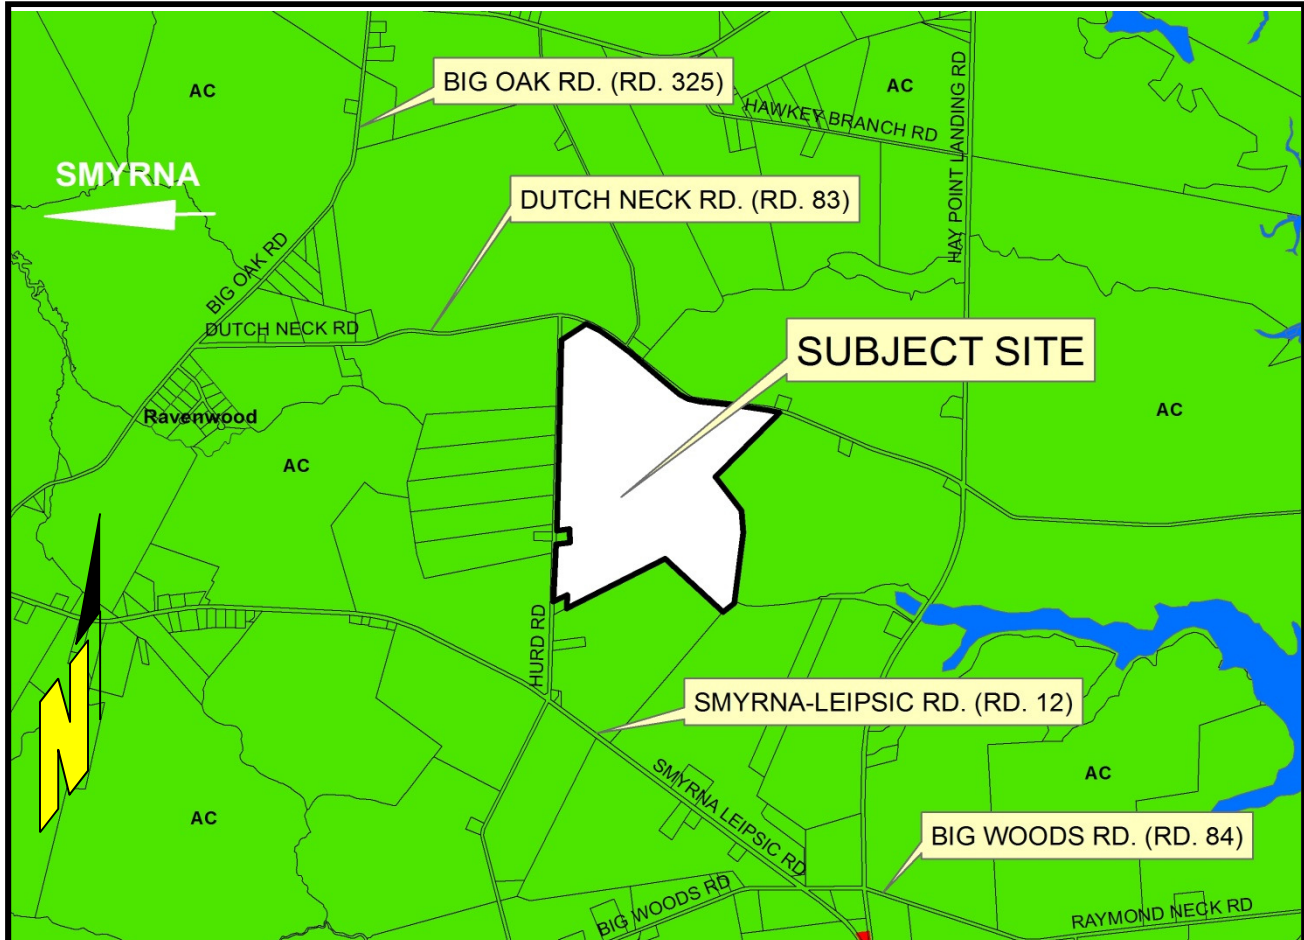 AC
BIG OAK RD. (RD. 325)
AC
HAWKEY BRANCH RD
HAY POINT LANDING RD
SMYRNA
DUTCH NECK RD. (RD. 83)
BIG OAK RD
DUTCH NECK RD
SUBJECT SITE
Ravenwood
AC
AC
HURD RD
N
SMYRNA-LEIPSIC RD. (RD. 12)
SMYRNA LEIPSIC RD
AC
AC
BIG WOODS RD. (RD. 84)
BIG WOODS RD
RAYMOND NECK RD